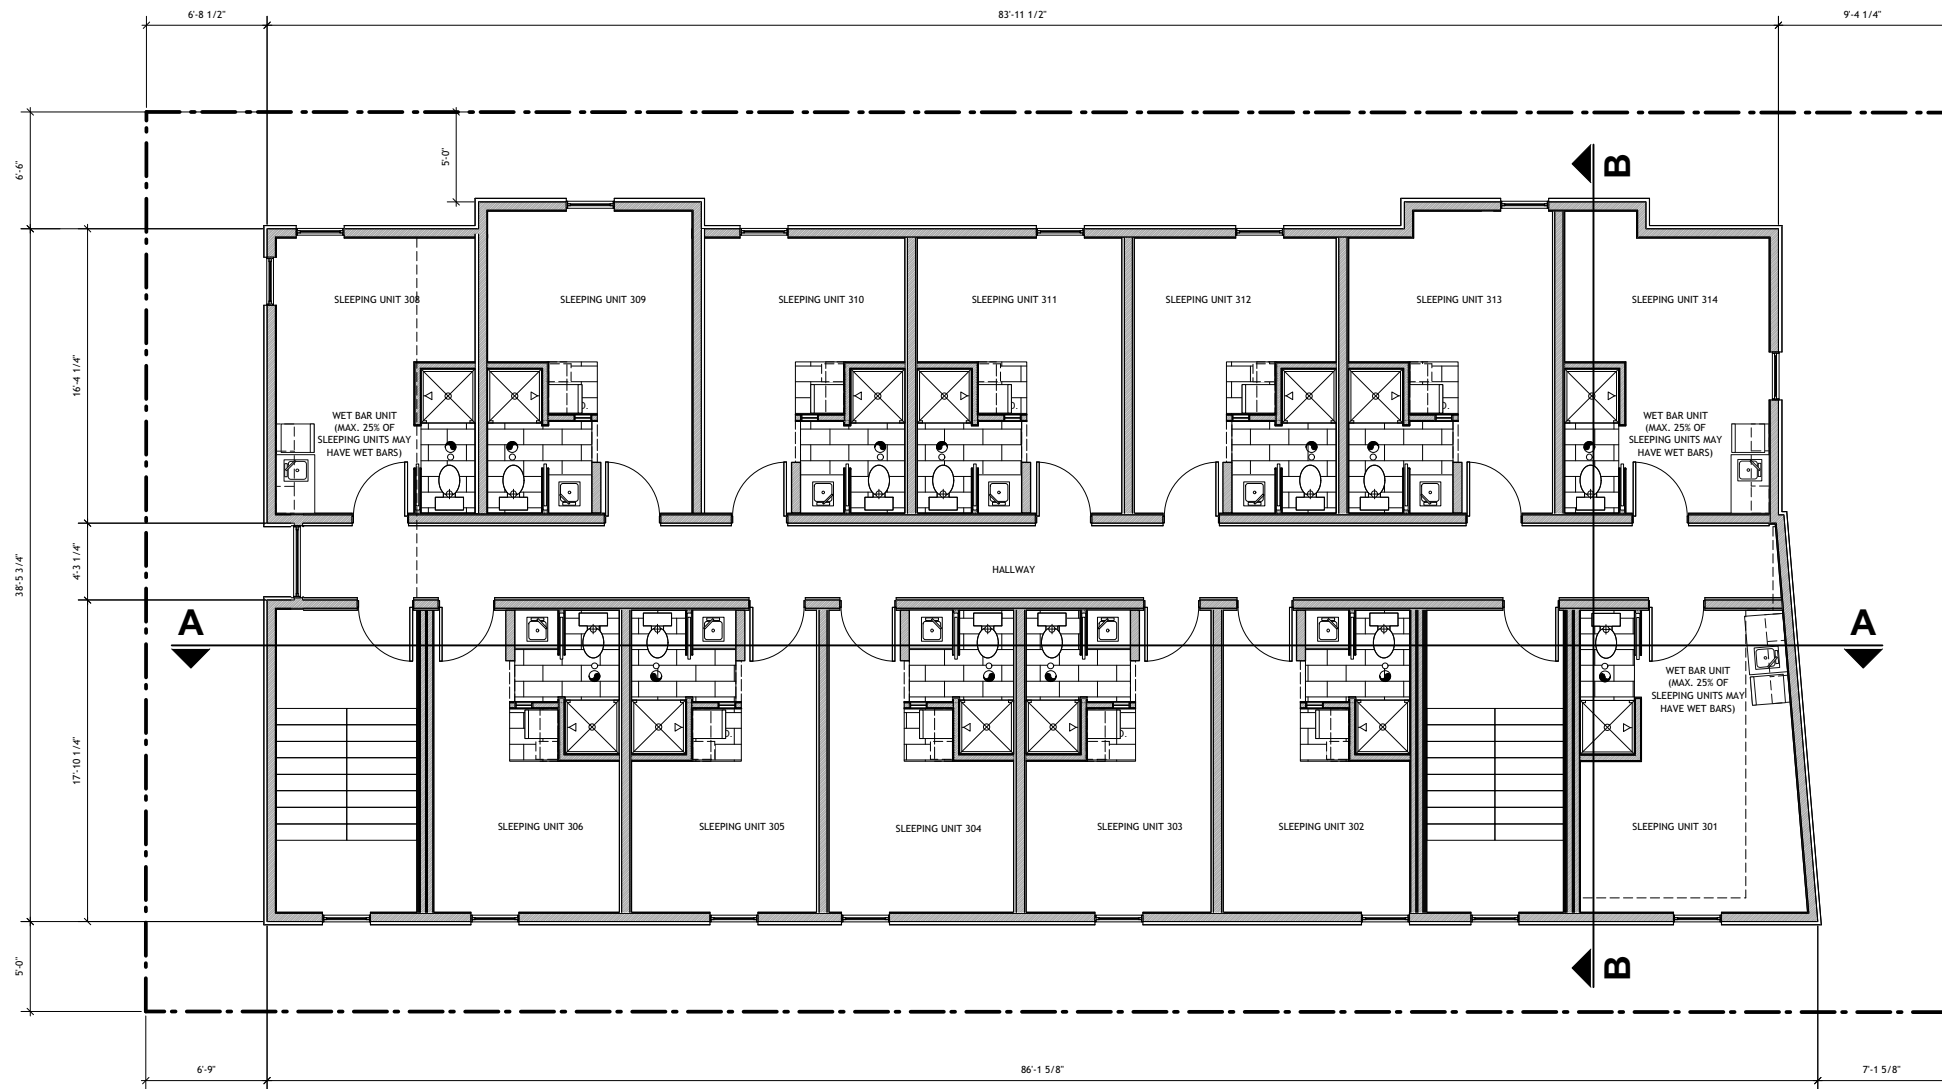 6'-8 1/2"
83'-11 1/2"
9'-4 1/4"
6'-6"
5'-0"
B
SLEEPING UNIT 308
SLEEPING UNIT 309
SLEEPING UNIT 310
SLEEPING UNIT 311
SLEEPING UNIT 312
SLEEPING UNIT 313
SLEEPING UNIT 314
16'-4 1/4"
WET BAR UNIT
(MAX. 25% OF
SLEEPING UNITS MAY
HAVE WET BARS)
WET BAR UNIT
(MAX. 25% OF
SLEEPING UNITS MAY
HAVE WET BARS)
38'-5 3/4"
4'-3 1/4"
HALLWAY
A
A
WET BAR UNIT
(MAX. 25% OF
SLEEPING UNITS MAY
HAVE WET BARS)
17'-10 1/4"
SLEEPING UNIT 306
SLEEPING UNIT 305
SLEEPING UNIT 304
SLEEPING UNIT 303
SLEEPING UNIT 302
SLEEPING UNIT 301
5'-0"
B
6'-9"
86'-1 5/8"
7'-1 5/8"